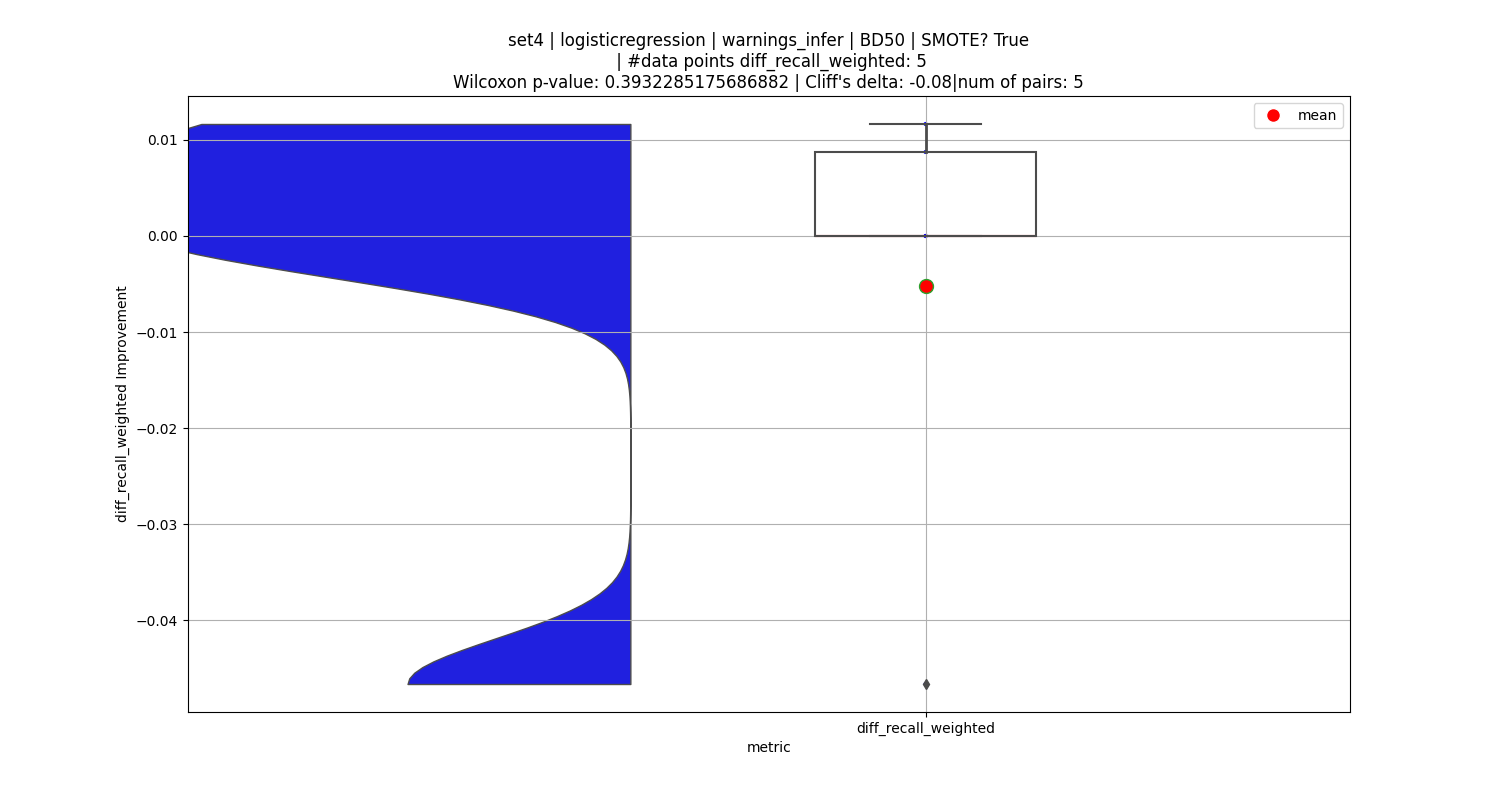 set4 | logisticregression | warnings_infer | BD50 | SMOTE? True
| #data points diff_recall_weighted: 5
Wilcoxon p-value: 0.3932285175686882 | Cliff's delta: -0.08|num of pairs: 5
mean
0.01
0.00
−0.01
−0.02
−0.03
−0.04
diff_recall_weighted Improvement
diff_recall_weighted
metric